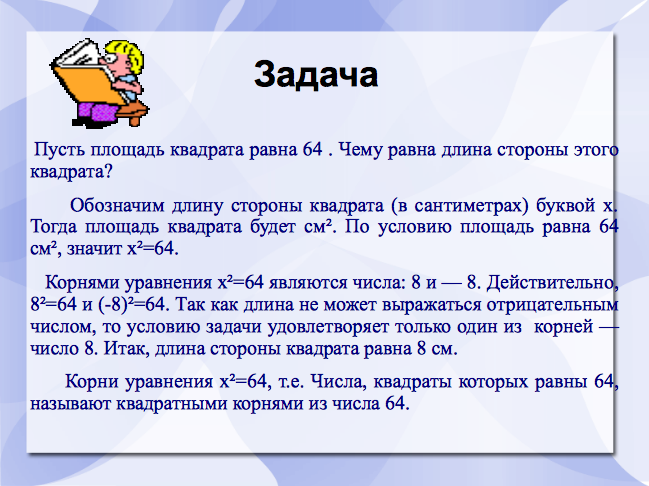 Задача
Пусть площадь квадрата равна 64 . Чему равна длина стороны этого
квадрата?
Обозначим длину стороны квадрата (в сантиметрах) буквой x.
Тогда площадь квадрата будет см². По условию площадь равна 64
см², значит x²=64.
Корнями уравнения x²=64 являются числа: 8 и — 8. Действительно,
8²=64 и (-8)²=64. Так как длина не может выражаться отрицательным
числом, то условию задачи удовлетворяет только один из корней —
число 8. Итак, длина стороны квадрата равна 8 см.
Корни уравнения x²=64, т.е. Числа, квадраты которых равны 64,
называют квадратными корнями из числа 64.